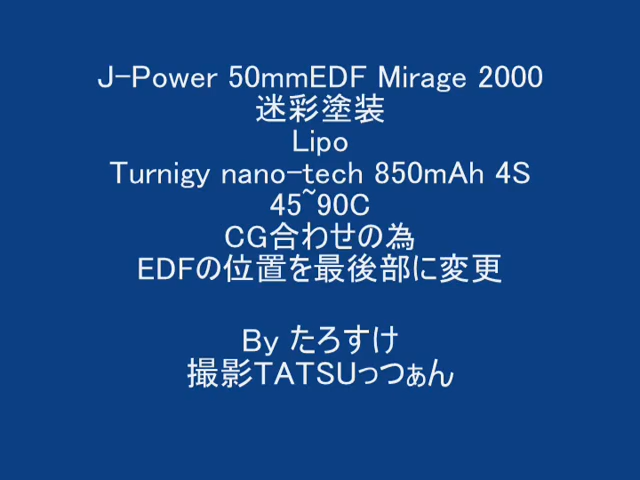 J-Power 50mmEDF Mirage 2000
迷彩塗装
Lipo
Turnigy nano-tech 850mAh 4S
45~90C
CG合わせの為
EDFの位置を最後部に変更
By たろすけ
撮影TATSUっつぁん